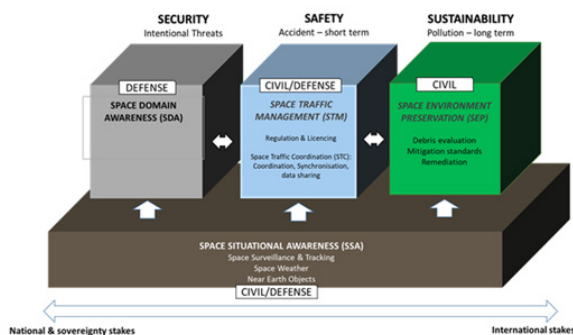 SECURITY
Intentional Threats
SAFETY
Accident – short term
SUSTAINABILITY
Pollution – long term
DEFENSE
SPACE DOMAIN
AWARENESS (SDA)
CIVIL/DEFENSE
SPACE TRAFFIC
MANAGEMENT (STM)
Regulation & Licencing
Space Traffic Coordination (STC):
Coordination, Synchronisation,
data sharing
CIVIL
SPACE ENVIRONMENT
PRESERVATION (SEP)
Debris evaluation
Mitigation standards
Remediation
SPACE SITUATIONAL AWARENESS (SSA)
Space Surveillance & Tracking
Space Weather
Near Earth Objects
CIVIL/DEFENSE
National & sovereignty stakes
International stakes